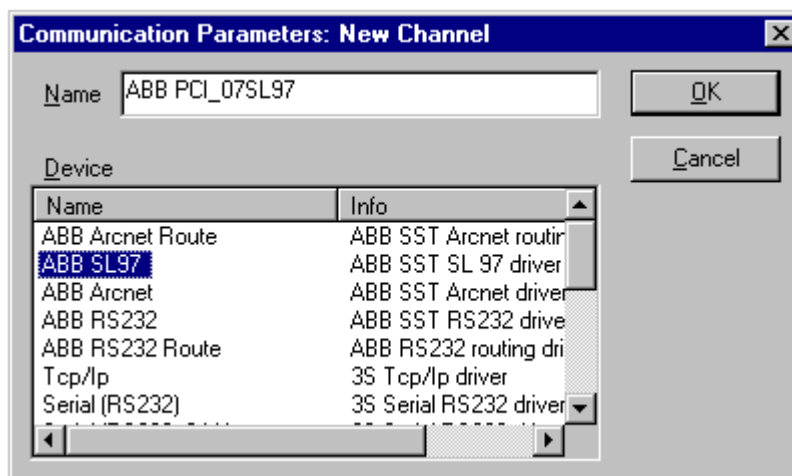 Communication Parameters: New Channel
Name ABB PCI_07SL97 OK
Cancel
Device
Name Info
ABB Arcnet Route ABB SST Arcnet routin
ABB SL97 ABB SST SL 97 driver
ABB Arcnet ABB SST Arcnet driver
ABB RS232 ABB SST RS232 drive
ABB RS232 Route ABB RS232 routing dri
Tcp/Ip 3S Tcp/Ip driver
Serial (RS232) 3S Serial RS232 driver